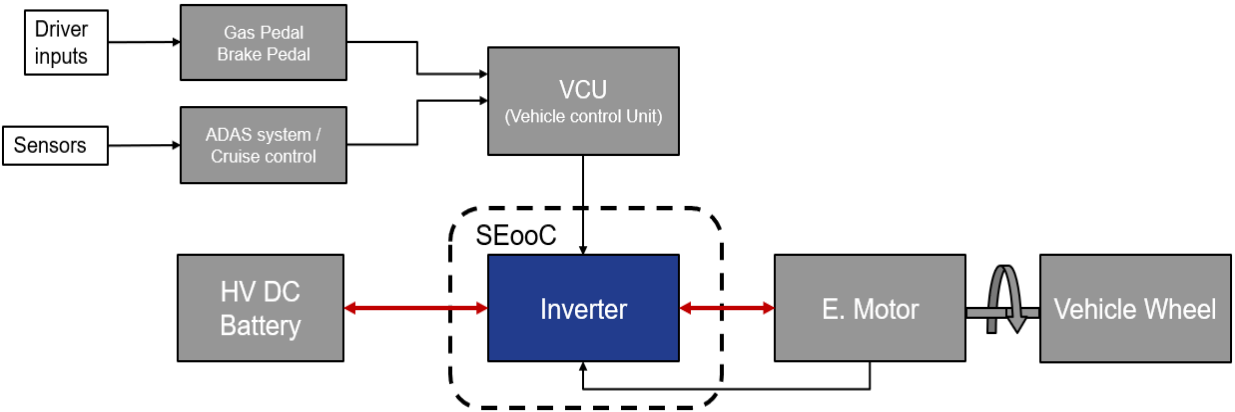 Driver
inputs
Gas Pedal
Brake Pedal
VCU
(Vehicle control Unit)
Sensors
ADAS system /
Cruise control
SEooC
HV DC
Battery
Inverter
E. Motor
Vehicle Wheel